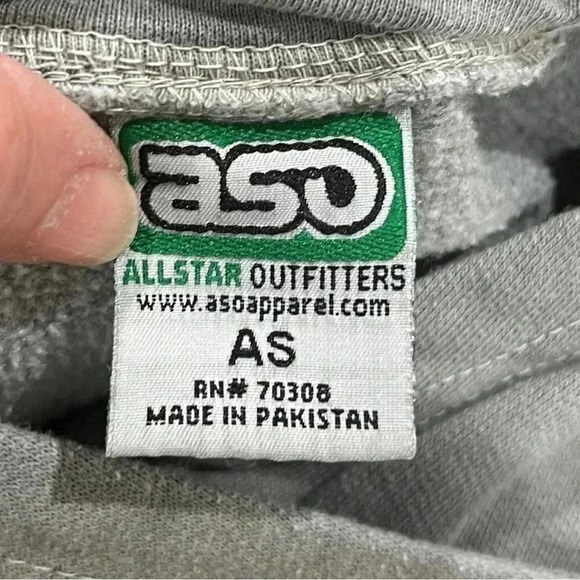 aso
ALLSTAR OUTFITTERS
www.asoapparel.com
AS
RN# 70308
MADE IN PAKISTAN